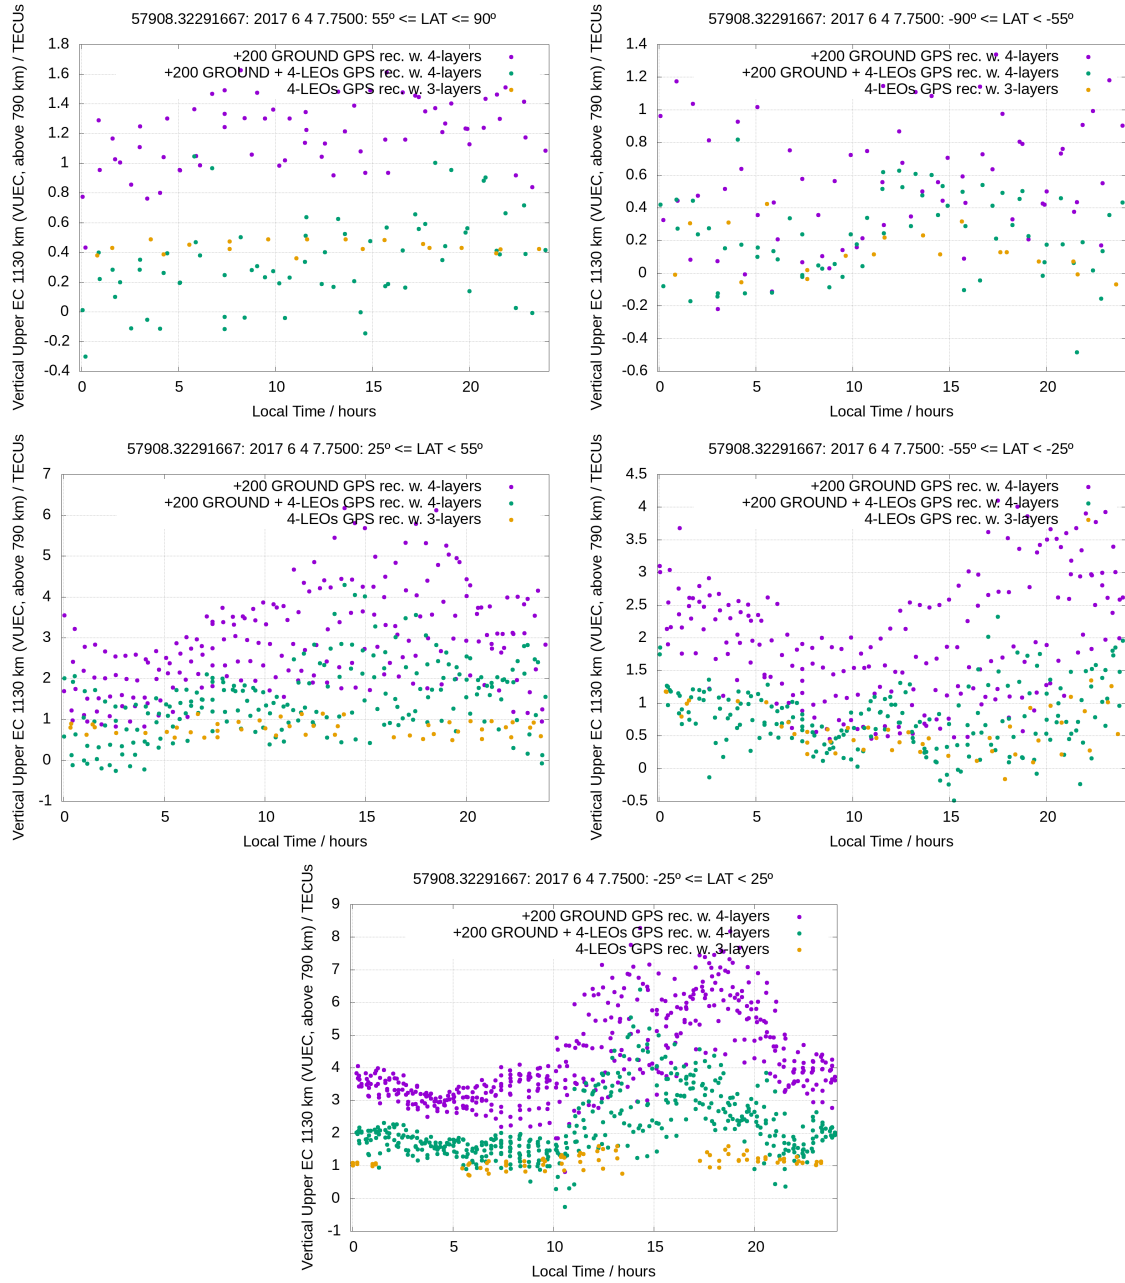 57908.32291667: 2017 6 4 7.7500: 55º <= LAT <= 90º
Vertical Upper EC 1130 km (VUEC, above 790 km) / TECUs
+200 GROUND GPS rec. w. 4-layers
+200 GROUND + 4-LEOs GPS rec. w. 4-layers
4-LEOs GPS rec. w. 3-layers
1.8
1.6
1.4
1.2
1
0.8
0.6
0.4
0.2
0
-0.2
-0.4
0 5 10 15 20
Local Time / hours
57908.32291667: 2017 6 4 7.7500: -90º <= LAT < -55º
Vertical Upper EC 1130 km (VUEC, above 790 km) / TECUs
+200 GROUND GPS rec. w. 4-layers
+200 GROUND + 4-LEOs GPS rec. w. 4-layers
4-LEOs GPS rec. w. 3-layers
1.4
1.2
1
0.8
0.6
0.4
0.2
0
-0.2
-0.4
-0.6
0 5 10 15 20
Local Time / hours
57908.32291667: 2017 6 4 7.7500: 25º <= LAT < 55º
Vertical Upper EC 1130 km (VUEC, above 790 km) / TECUs
+200 GROUND GPS rec. w. 4-layers
+200 GROUND + 4-LEOs GPS rec. w. 4-layers
4-LEOs GPS rec. w. 3-layers
7
6
5
4
3
2
1
0
-1
0 5 10 15 20
Local Time / hours
57908.32291667: 2017 6 4 7.7500: -55º <= LAT < -25º
Vertical Upper EC 1130 km (VUEC, above 790 km) / TECUs
+200 GROUND GPS rec. w. 4-layers
+200 GROUND + 4-LEOs GPS rec. w. 4-layers
4-LEOs GPS rec. w. 3-layers
4.5
4
3.5
3
2.5
2
1.5
1
0.5
0
-0.5
0 5 10 15 20
Local Time / hours
57908.32291667: 2017 6 4 7.7500: -25º <= LAT < 25º
Vertical Upper EC 1130 km (VUEC, above 790 km) / TECUs
+200 GROUND GPS rec. w. 4-layers
+200 GROUND + 4-LEOs GPS rec. w. 4-layers
4-LEOs GPS rec. w. 3-layers
9
8
7
6
5
4
3
2
1
0
-1
0 5 10 15 20
Local Time / hours